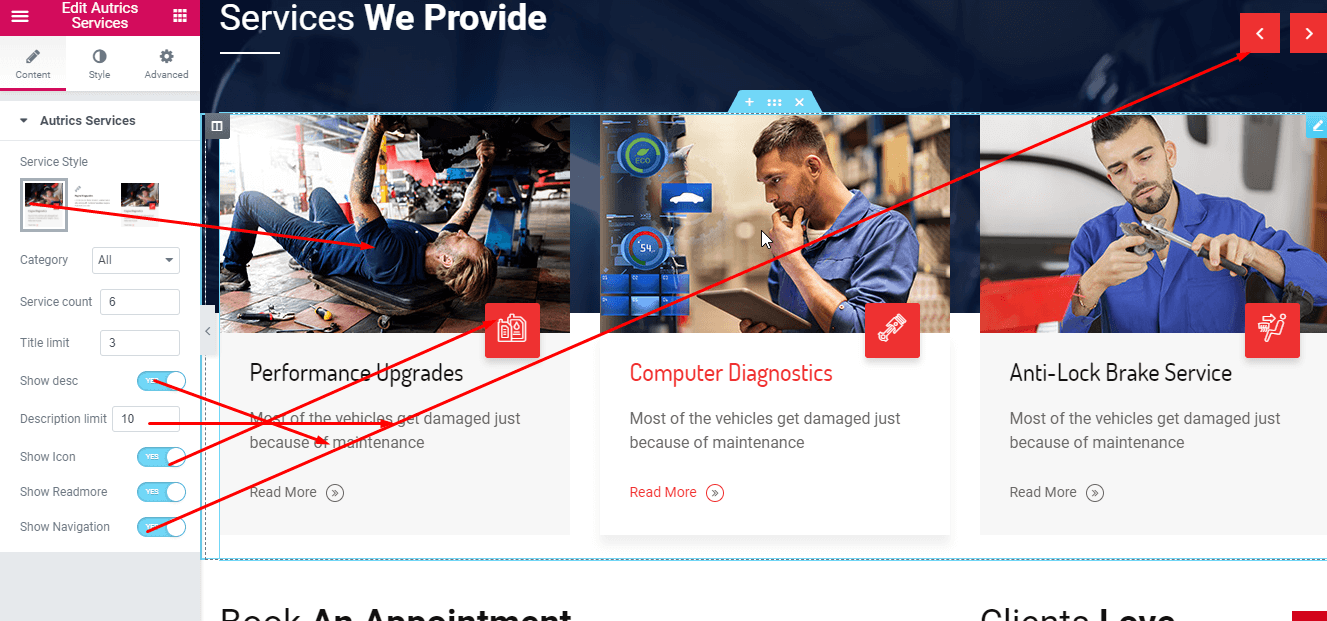 Edit Autrics
Services
Content
Style
Advanced
Autrics Services
Service Style
Category
All
Service count
6
Title limit
3
Show desc
YES
Description limit
10
Show Icon
YES
Show Readmore
YES
Show Navigation
YES
Services We Provide
ECO
54
Performance Upgrades
Most of the vehicles get damaged just
because of maintenance
Read More
Computer Diagnostics
Most of the vehicles get damaged just
because of maintenance
Read More
Anti-Lock Brake Service
Most of the vehicles get damaged just
because of maintenance
Read More
Book An Appointment
Clients Love